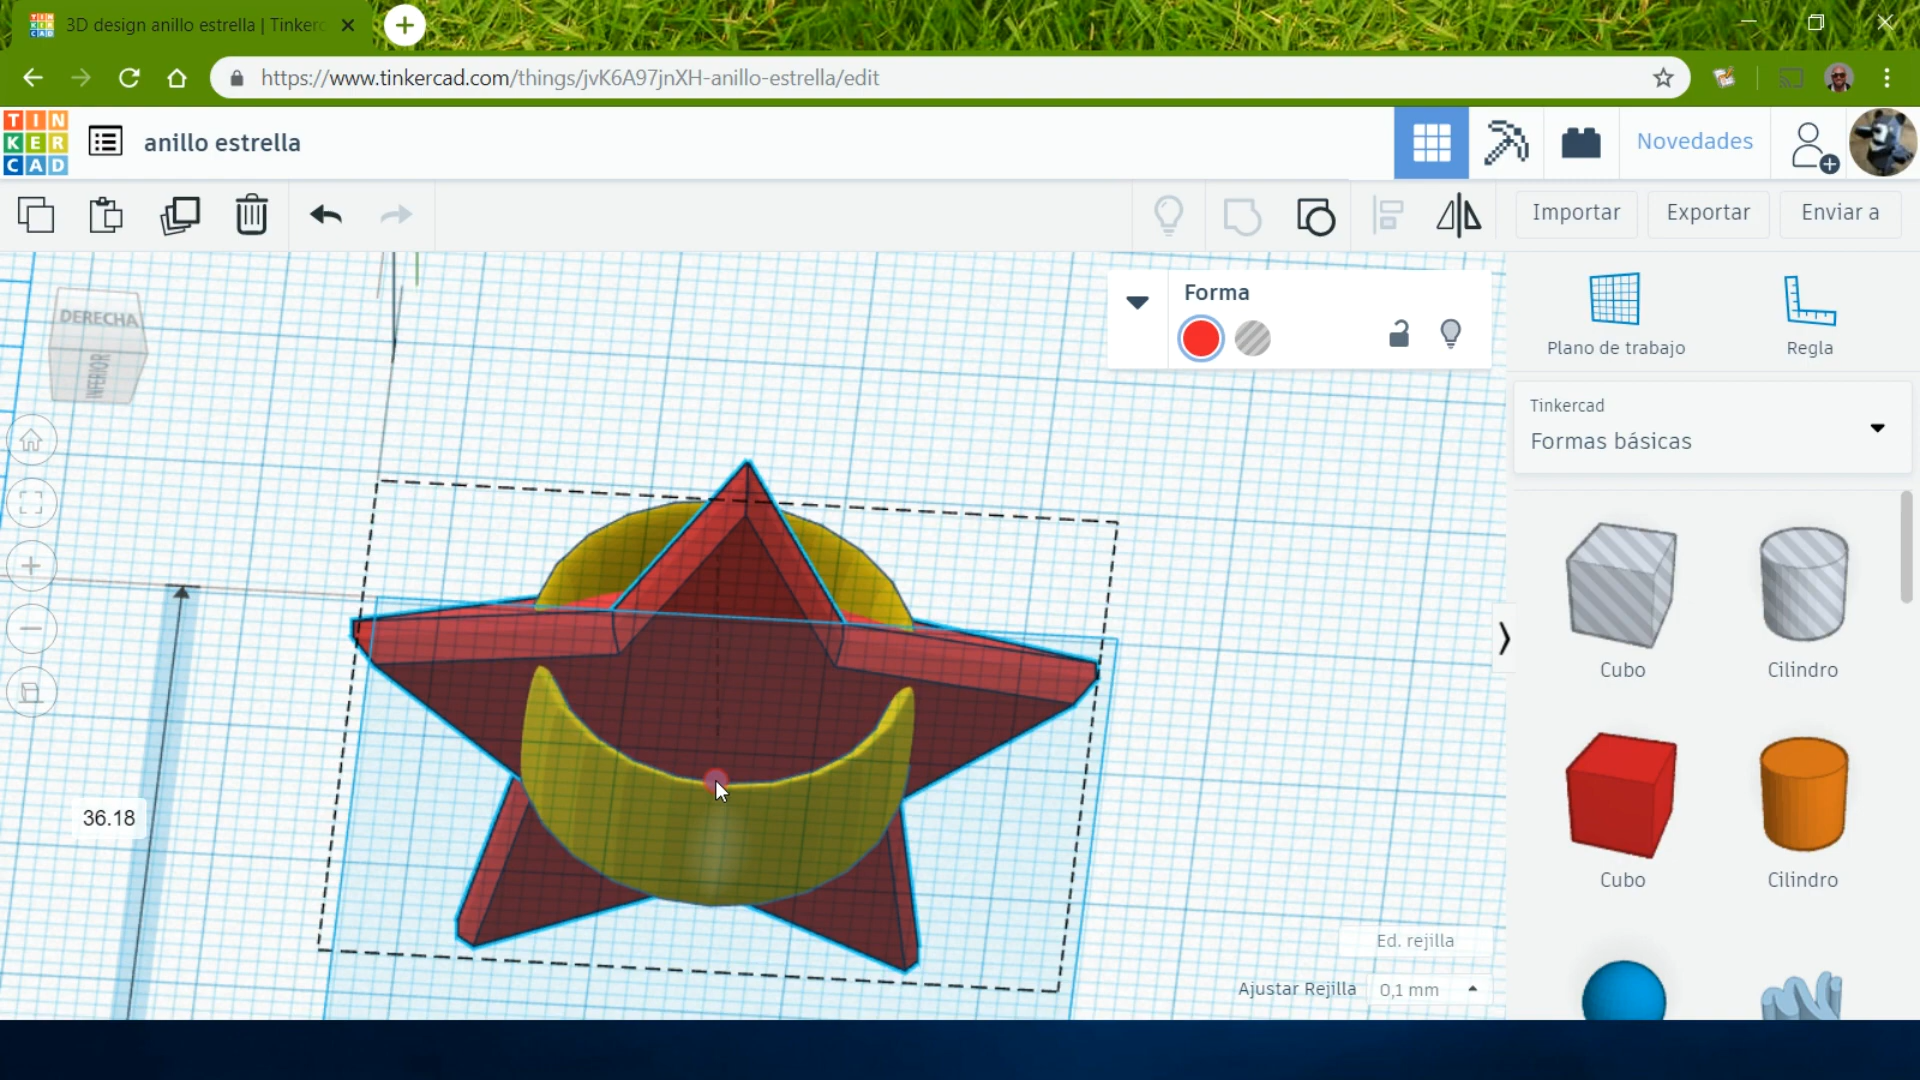 3D design anillo estrella | Tinkerc
https://www.tinkercad.com/things/jvK6A97jnXH-anillo-estrella/edit
TIN
KER
CAD
anillo estrella
Novedades
Importar
Exportar
Enviar a
DERECHA
INFERIOR
Forma
Plano de trabajo
Regla
Tinkercad
Formas básicas
Cubo
Cilindro
Cubo
Cilindro
36.18
Ed. rejilla
Ajustar Rejilla
0,1 mm